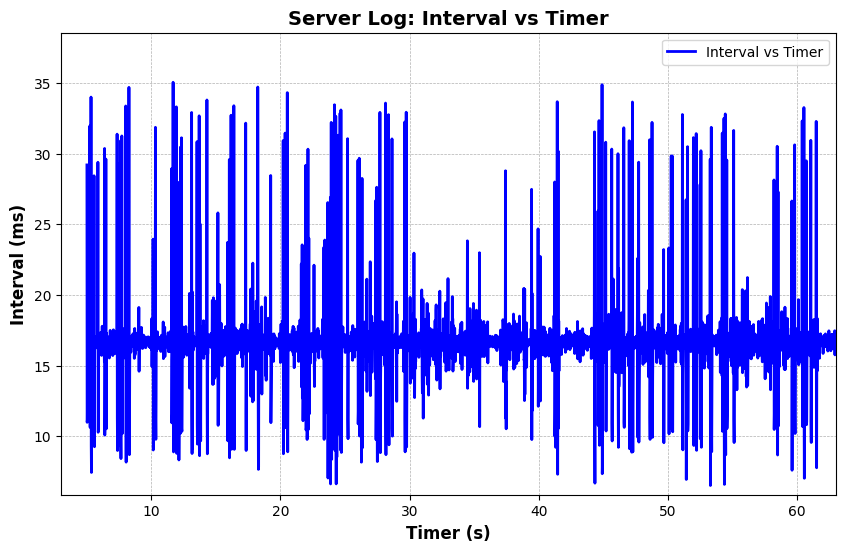 Server Log: Interval vs Timer
Interval vs Timer
35
30
25
20
15
10
Interval (ms)
10 20 30 40 50 60
Timer (s)